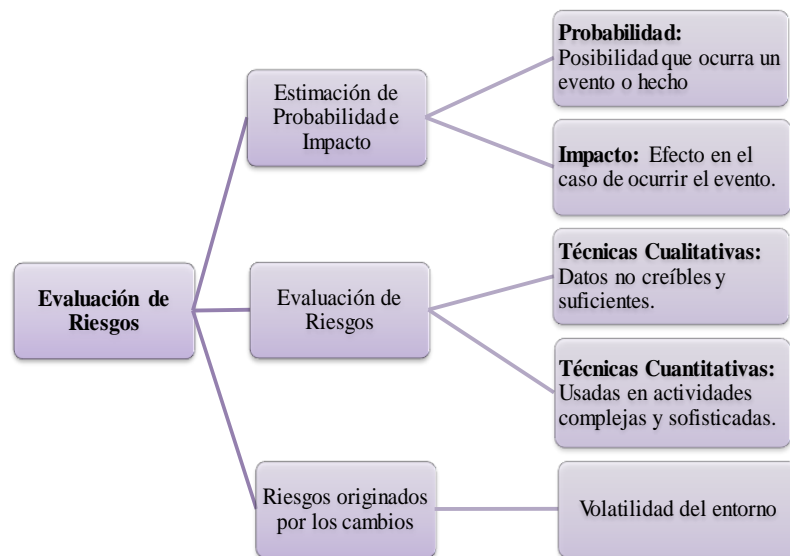 Evaluación de
Riesgos
Estimación de
Probabilidad e
Impacto
Probabilidad:
Posibilidad que ocurra un
evento o hecho
Impacto: Efecto en el
caso de ocurrir el evento.
Evaluación de
Riesgos
Técnicas Cualitativas:
Datos no creíbles y
suficientes.
Técnicas Cuantitativas:
Usadas en actividades
complejas y sofisticadas.
Riesgos originados
por los cambios
Volatilidad del entorno